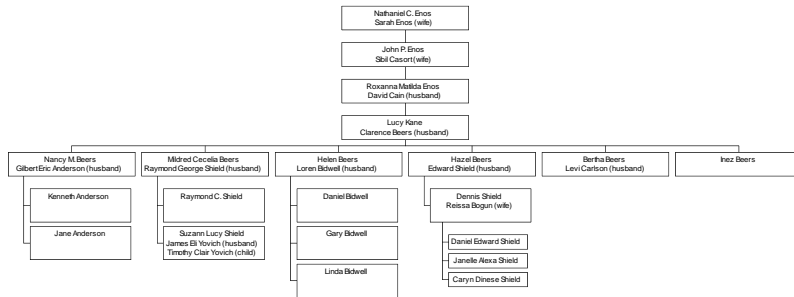 Nathaniel C. Enos
Sarah Enos (wife)
John P. Enos
Sibil Casort (wife)
Roxanna Matilda Enos
David Cain (husband)
Lucy Kane
Clarence Beers (husband)
Nancy M. Beers
Gilbert Eric Anderson (husband)
Kenneth Anderson
Jane Anderson
Mildred Cecelia Beers
Raymond George Shield (husband)
Raymond C. Shield
Suzann Lucy Shield
James Eli Yovich (husband)
Timothy Clair Yovich (child)
Helen Beers
Loren Bidwell (husband)
Daniel Bidwell
Gary Bidwell
Linda Bidwell
Hazel Beers
Edward Shield (husband)
Dennis Shield
Reissa Bogun (wife)
Daniel Edward Shield
Janelle Alexa Shield
Caryn Dinese Shield
Bertha Beers
Levi Carlson (husband)
Inez Beers